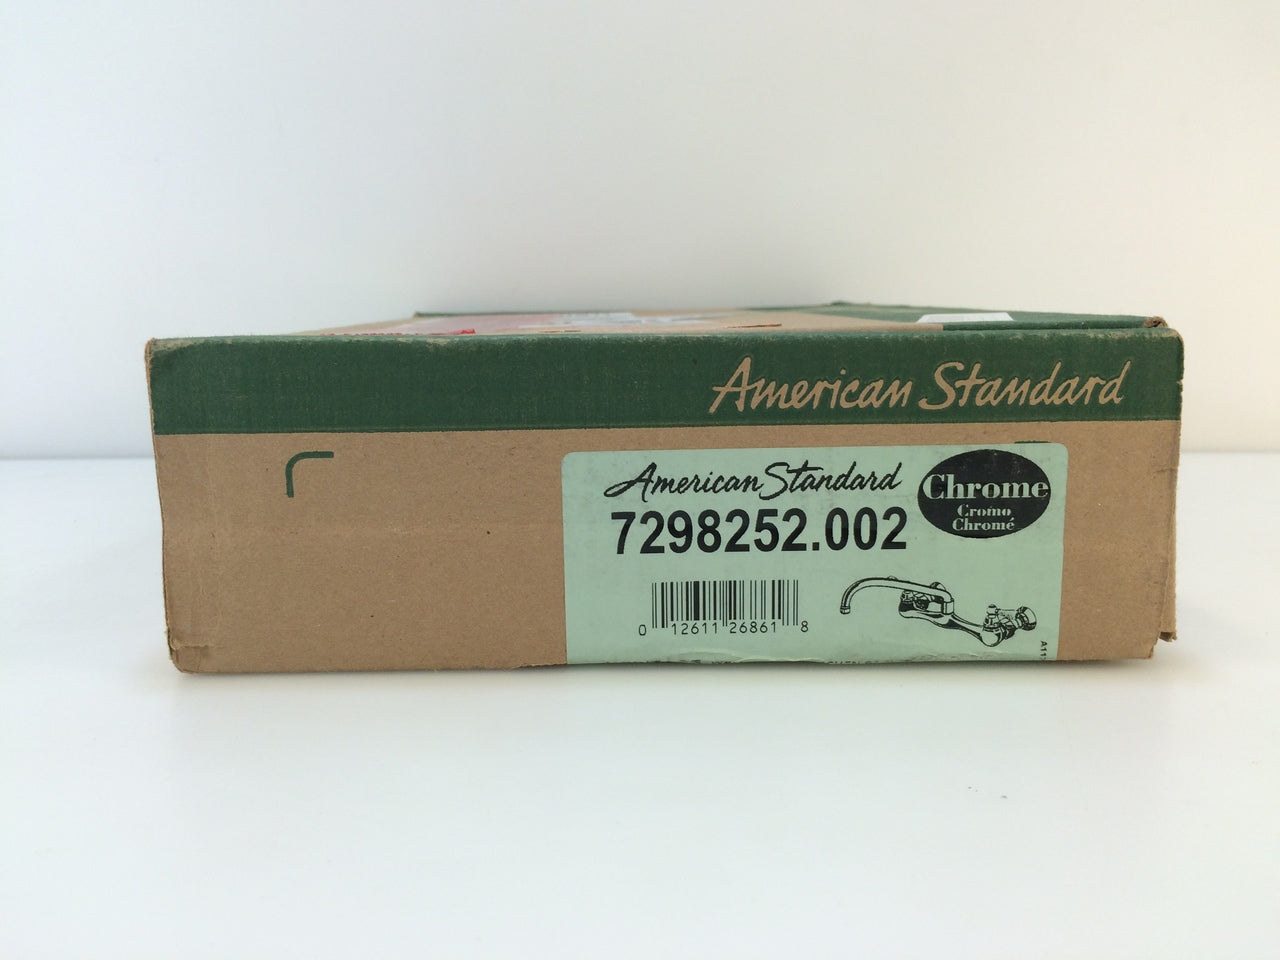 American Standard
American Standard
7298252.002
Chrome
Cromo
Chromé
0 12611 26861 8